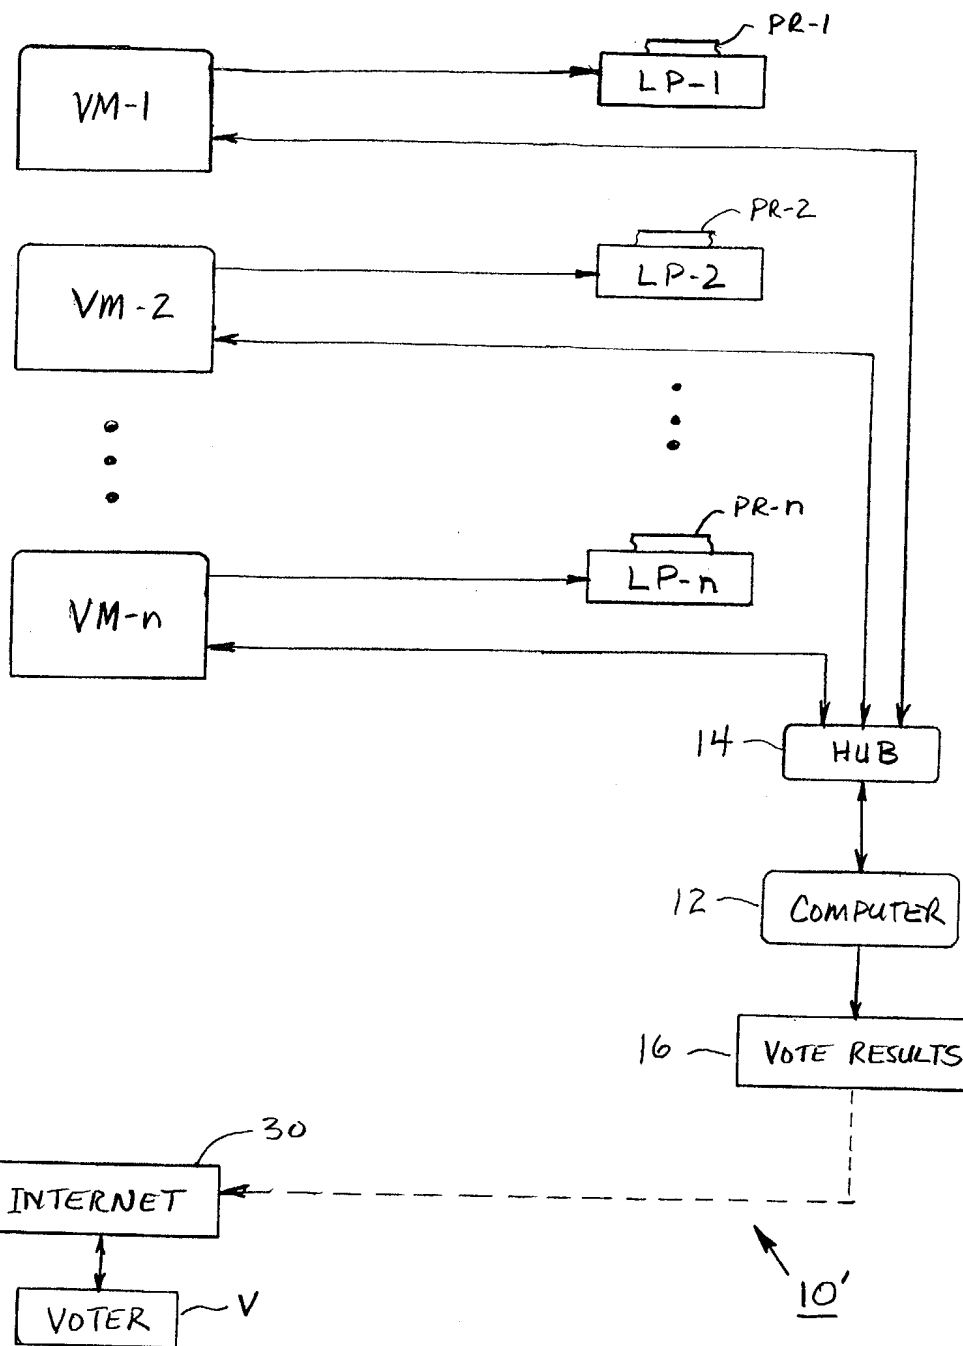 PR-1
VM-1
LP-1
PR-2
VM-2
LP-2
PR-n
VM-n
LP-n
14
HUB
12
COMPUTER
16
VOTE RESULTS
30
INTERNET
VOTER
V
10'